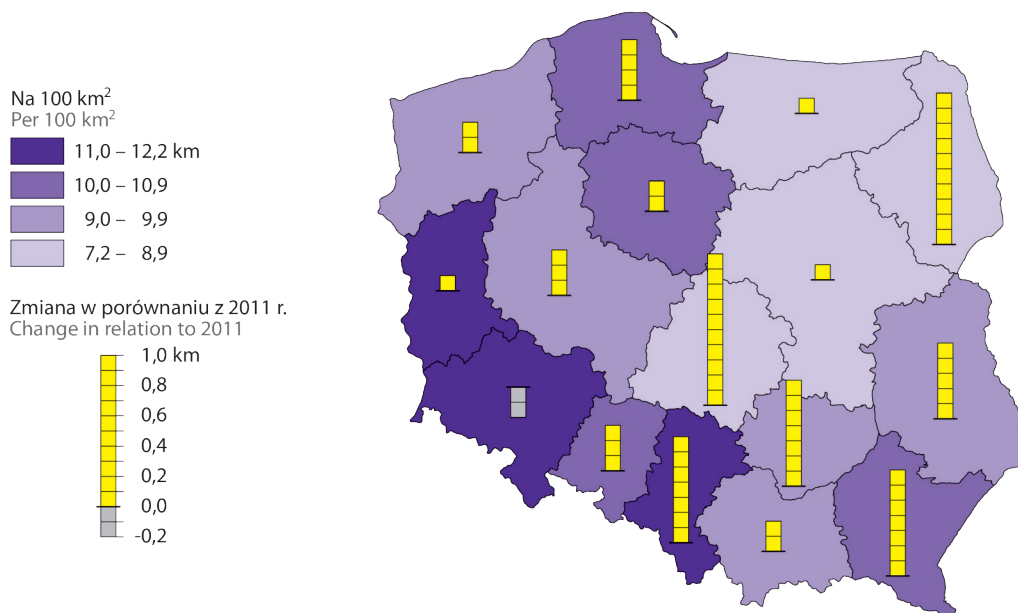 Na 100 km²
Per 100 km²
11,0 – 12,2 km
10,0 – 10,9
9,0 – 9,9
7,2 – 8,9
Zmiana w porównaniu z 2011 r.
Change in relation to 2011
1,0 km
0,8
0,6
0,4
0,2
0,0
-0,2